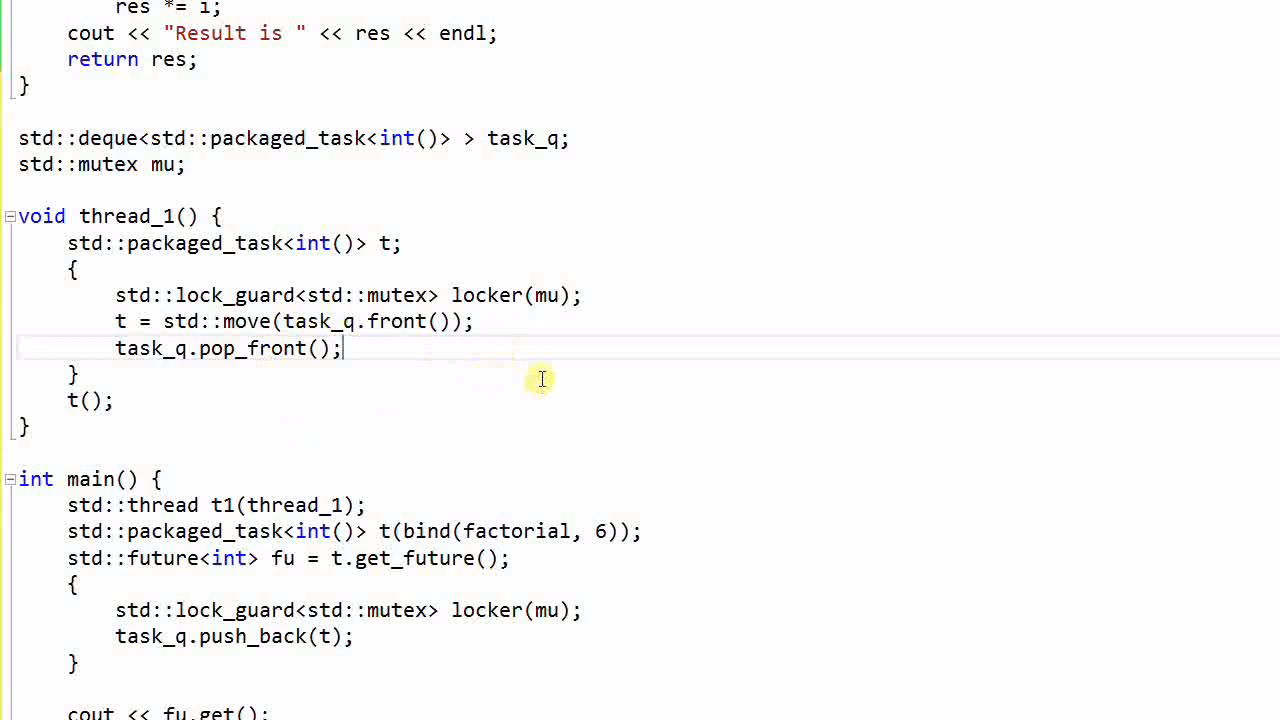 res *= i;
cout << "Result is " << res << endl;
return res;
}
std::deque<std::packaged_task<int()> > task_q;
std::mutex mu;
void thread_1() {
std::packaged_task<int()> t;
{
std::lock_guard<std::mutex> locker(mu);
t = std::move(task_q.front());
task_q.pop_front();
}
t();
}
int main() {
std::thread t1(thread_1);
std::packaged_task<int()> t(bind(factorial, 6));
std::future<int> fu = t.get_future();
{
std::lock_guard<std::mutex> locker(mu);
task_q.push_back(t);
}
cout << fu.get();